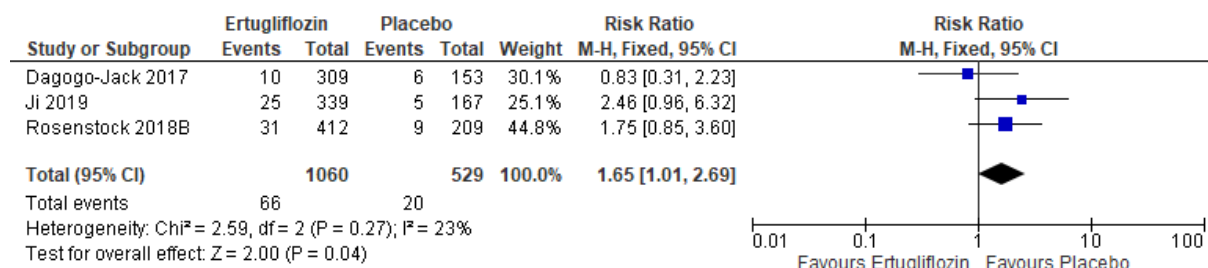 Ertugliflozin Placebo Risk Ratio Risk Ratio
Study or Subgroup Events Total Events Total Weight M-H, Fixed, 95% CI M-H, Fixed, 95% CI
Dagogo-Jack 2017 10 309 6 153 30.1% 0.83 [0.31, 2.23]
Ji 2019 25 339 5 167 25.1% 2.46 [0.96, 6.32]
Rosenstock 2018B 31 412 9 209 44.8% 1.75 [0.85, 3.60]
Total (95% CI) 1060 529 100.0% 1.65 [1.01, 2.69]
Total events 66 20
Heterogeneity: Chi² = 2.59, df = 2 (P = 0.27); I² = 23%
Test for overall effect: Z = 2.00 (P = 0.04)
0.01 0.1 1 10 100
Favours Ertugliflozin Favours Placebo